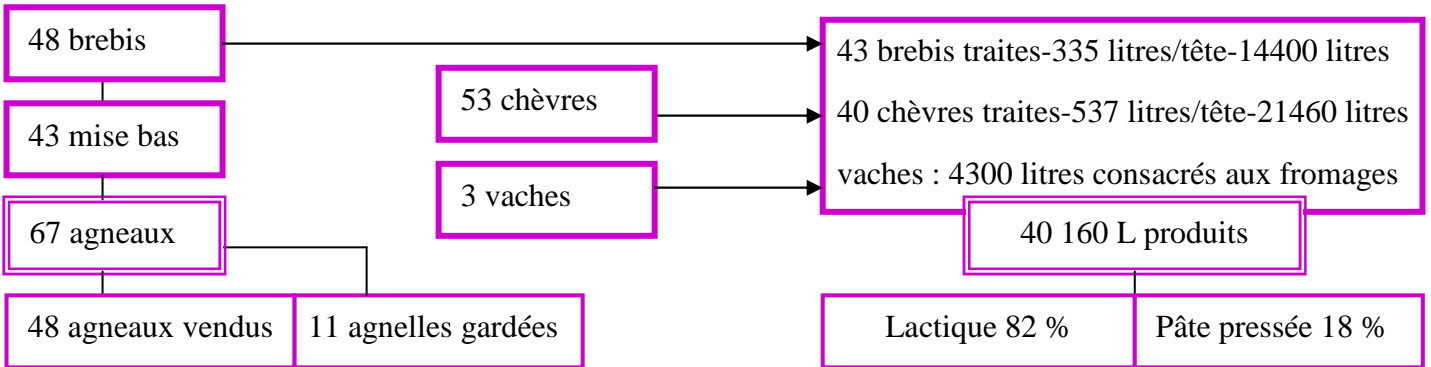 48 brebis
43 mise bas
67 agneaux
48 agneaux vendus
11 agnelles gardées
53 chèvres
3 vaches
43 brebis traites-335 litres/tête-14400 litres
40 chèvres traites-537 litres/tête-21460 litres
vaches : 4300 litres consacrés aux fromages
40 160 L produits
Lactique 82 %
Pâte pressée 18 %